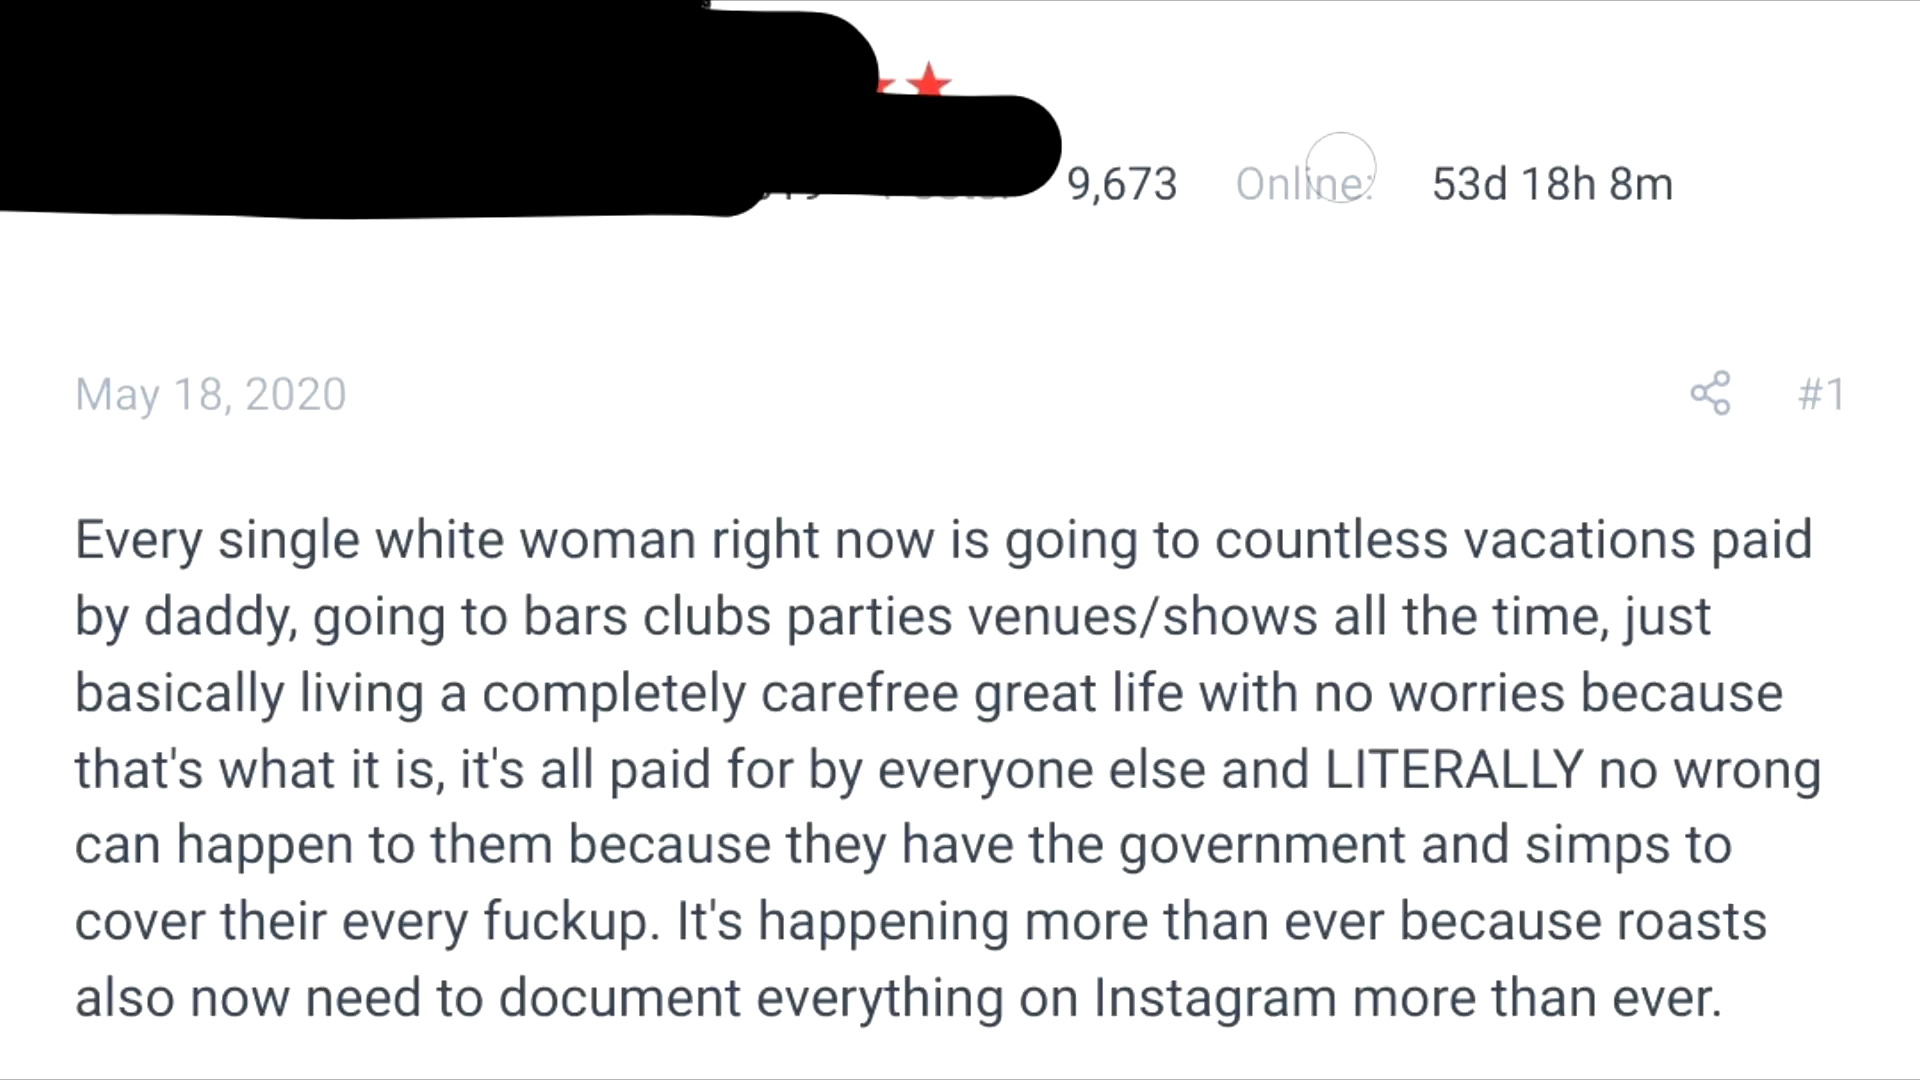 9,673 Online: 53d 18h 8m
May 18, 2020 #1
Every single white woman right now is going to countless vacations paid
by daddy, going to bars clubs parties venues/shows all the time, just
basically living a completely carefree great life with no worries because
that's what it is, it's all paid for by everyone else and LITERALLY no wrong
can happen to them because they have the government and simps to
cover their every fuckup. It's happening more than ever because roasts
also now need to document everything on Instagram more than ever.